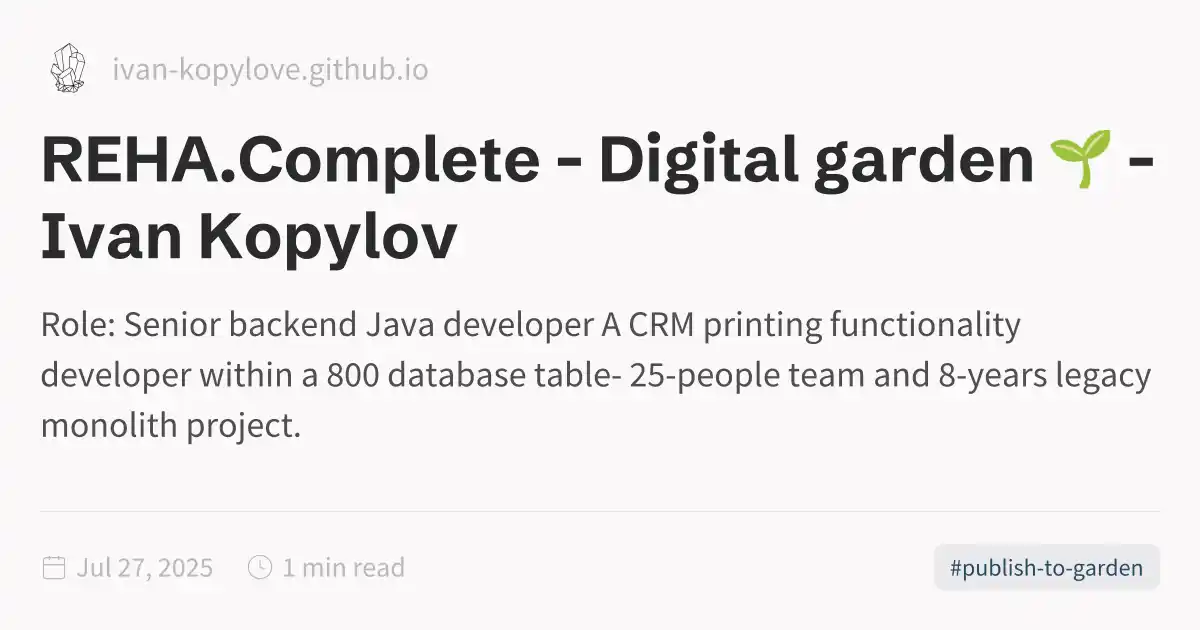 ivan-kopylove.github.io
REHA.Complete - Digital garden 🌱 -
Ivan Kopylov
Role: Senior backend Java developer A CRM printing functionality
developer within a 800 database table- 25-people team and 8-years legacy
monolith project.
Jul 27, 2025 1 min read #publish-to-garden